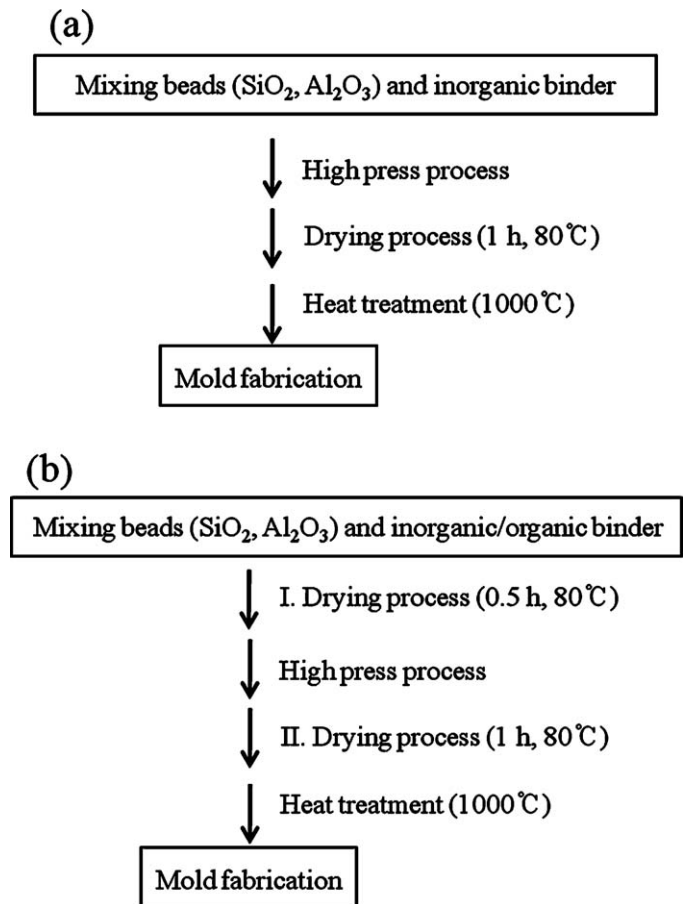 (a)
Mixing beads (SiO₂, Al₂O₃) and inorganic binder
High press process
Drying process (1 h, 80℃)
Heat treatment (1000℃)
Mold fabrication
(b)
Mixing beads (SiO₂, Al₂O₃) and inorganic/organic binder
I. Drying process (0.5 h, 80℃)
High press process
II. Drying process (1 h, 80℃)
Heat treatment (1000℃)
Mold fabrication